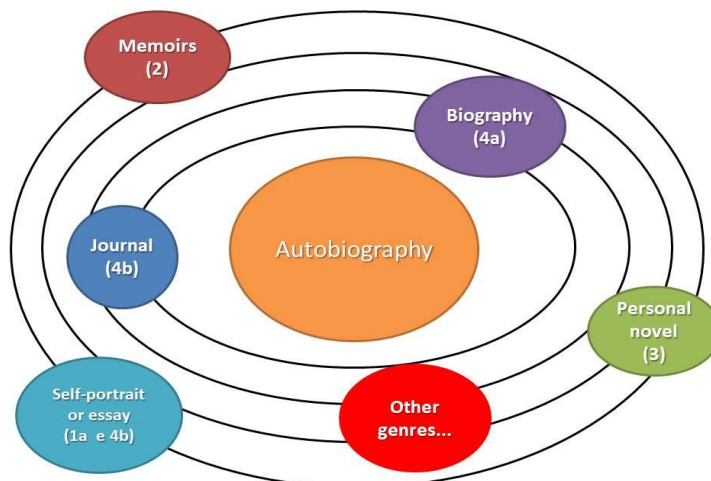 Memoirs
(2)
Biography
(4a)
Autobiography
Journal
(4b)
Personal
novel
(3)
Self-portrait
or essay
(1a e 4b)
Other
genres...